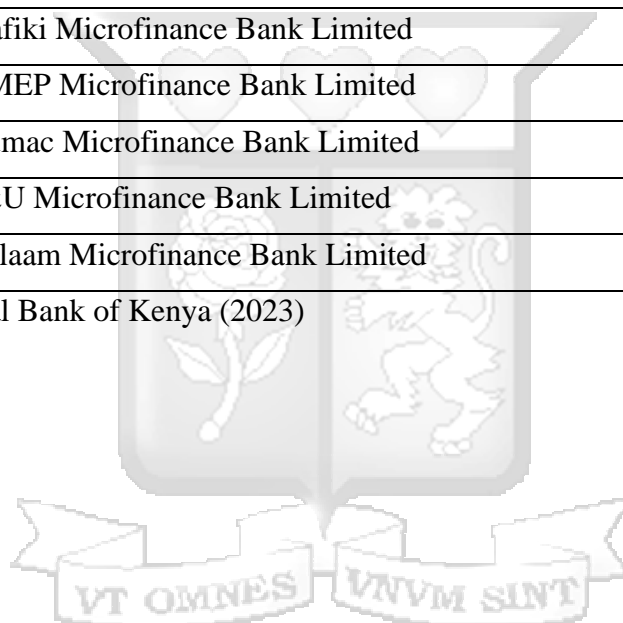 afiki Microfinance Bank Limited
MEP Microfinance Bank Limited
mac Microfinance Bank Limited
U Microfinance Bank Limited
laam Microfinance Bank Limited
l Bank of Kenya (2023)
VT OMNES VNVM SINT